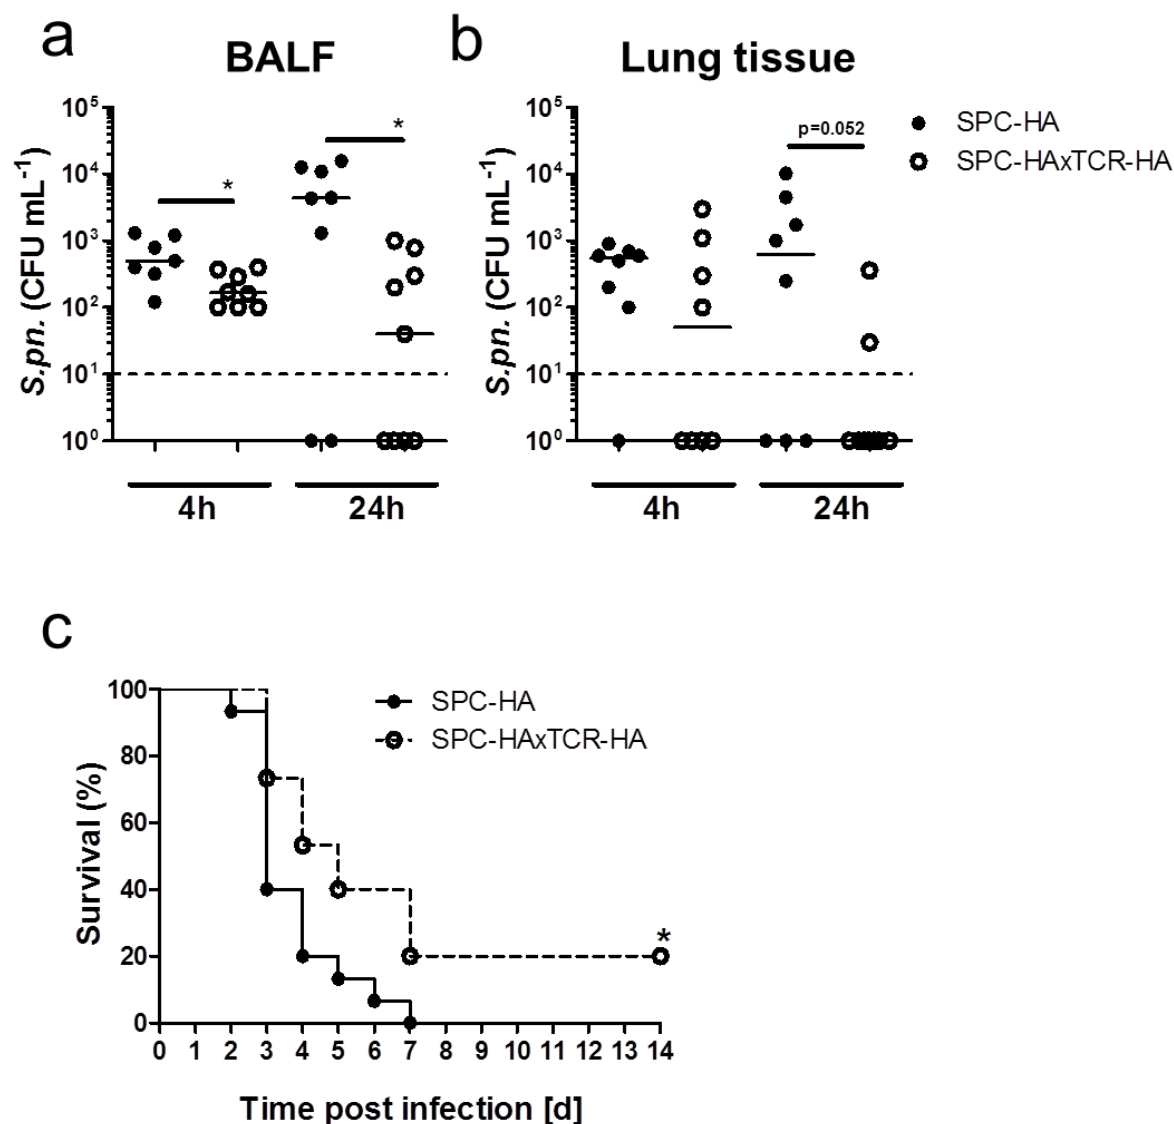 a
BALF
b
Lung tissue
S.pn. (CFU mL⁻¹)
10⁵
10⁴
10³
10²
10¹
10⁰
*
*
4h
24h
S.pn. (CFU mL⁻¹)
10⁵
10⁴
10³
10²
10¹
10⁰
p=0.052
4h
24h
SPC-HA
SPC-HAxTCR-HA
c
Survival (%)
100
80
60
40
20
0
SPC-HA
SPC-HAxTCR-HA
*
0 1 2 3 4 5 6 7 8 9 10 11 12 13 14
Time post infection [d]